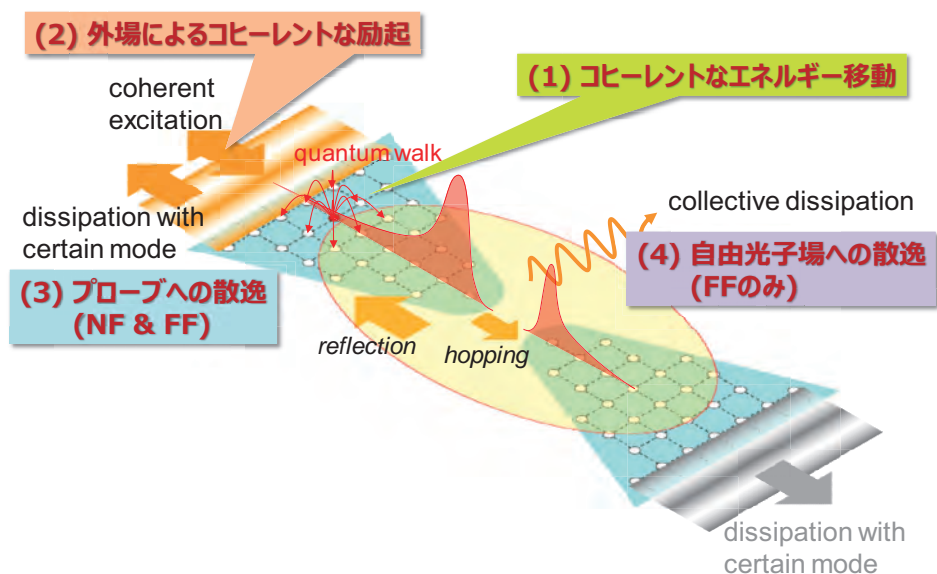 (2) 外場によるコヒーレントな励起
coherent
excitation
(1) コヒーレントなエネルギー移動
quantum walk
dissipation with
certain mode
collective dissipation
(3) プローブへの散逸
(NF & FF)
(4) 自由光子場への散逸
(FFのみ)
reflection
hopping
dissipation with
certain mode